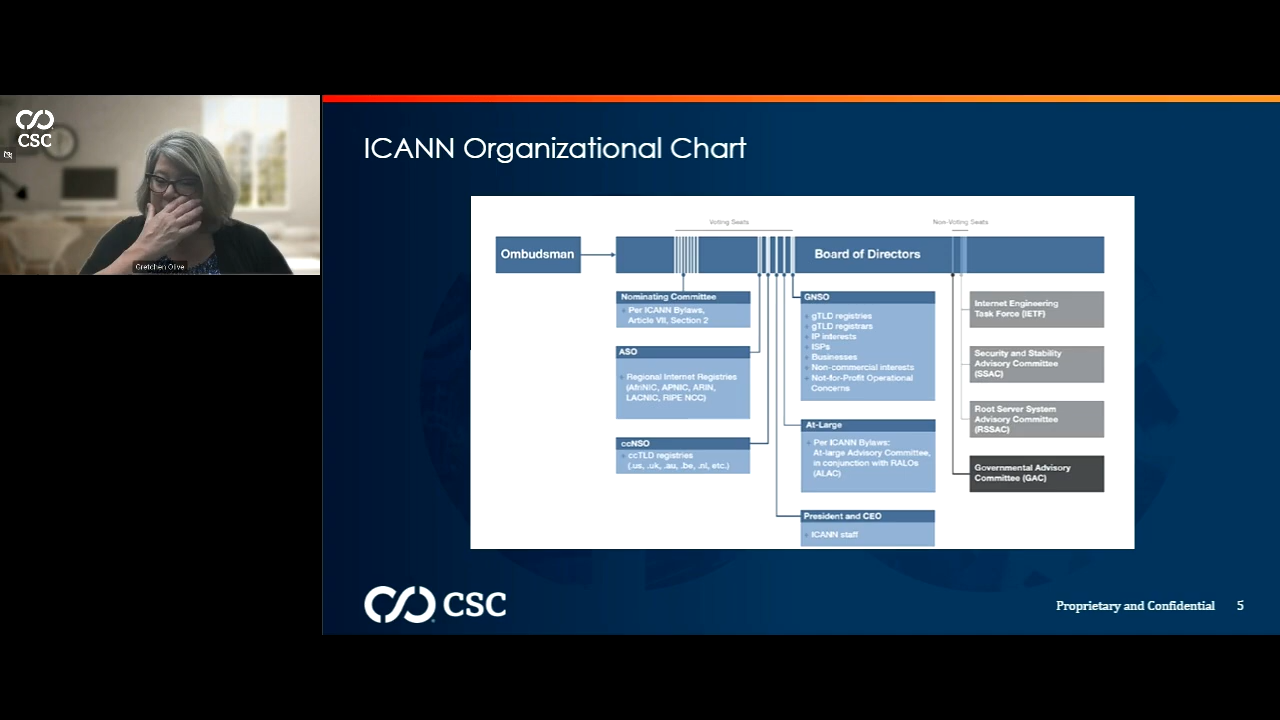 CSC
Gretchen Olive
ICANN Organizational Chart
Voting Seats
Non-Voting Seats
Ombudsman
Board of Directors
Nominating Committee
Per ICANN Bylaws,
Article VII, Section 2
ASO
Regional Internet Registries
(AfriNIC, APNIC, ARIN,
LACNIC, RIPE NCC)
ccNSO
ccTLD registries
(.us, .uk, .au, .be, .nl, etc.)
GNSO
gTLD registries
gTLD registrars
IP interests
ISPs
Businesses
Non-commercial interests
Not-for-Profit Operational
Concerns
At-Large
Per ICANN Bylaws:
At-large Advisory Committee,
in conjunction with RALOs
(ALAC)
President and CEO
ICANN staff
Internet Engineering
Task Force (IETF)
Security and Stability
Advisory Committee
(SSAC)
Root Server System
Advisory Committee
(RSSAC)
Governmental Advisory
Committee (GAC)
CSC
Proprietary and Confidential 5